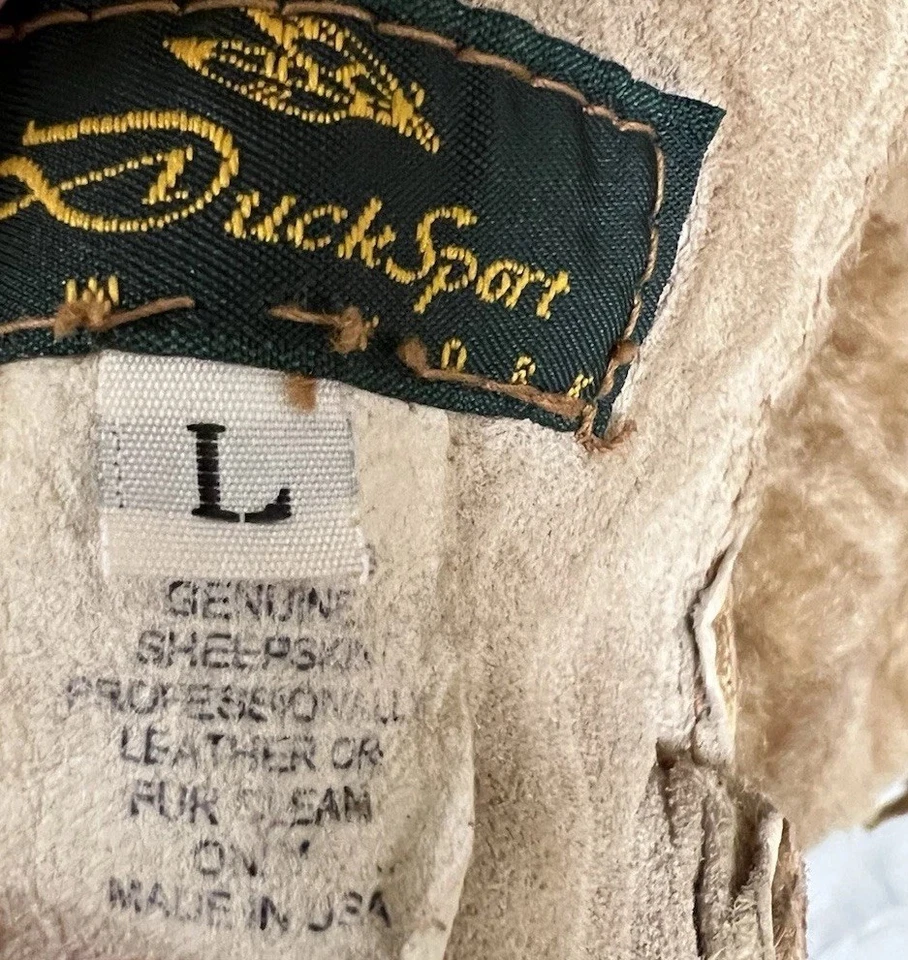 DuckSport
O R K
L
GENUINE
SHEEPSKIN
PROFESSIONALLY
LEATHER OR
FUR CLEAN
ONLY
MADE IN USA